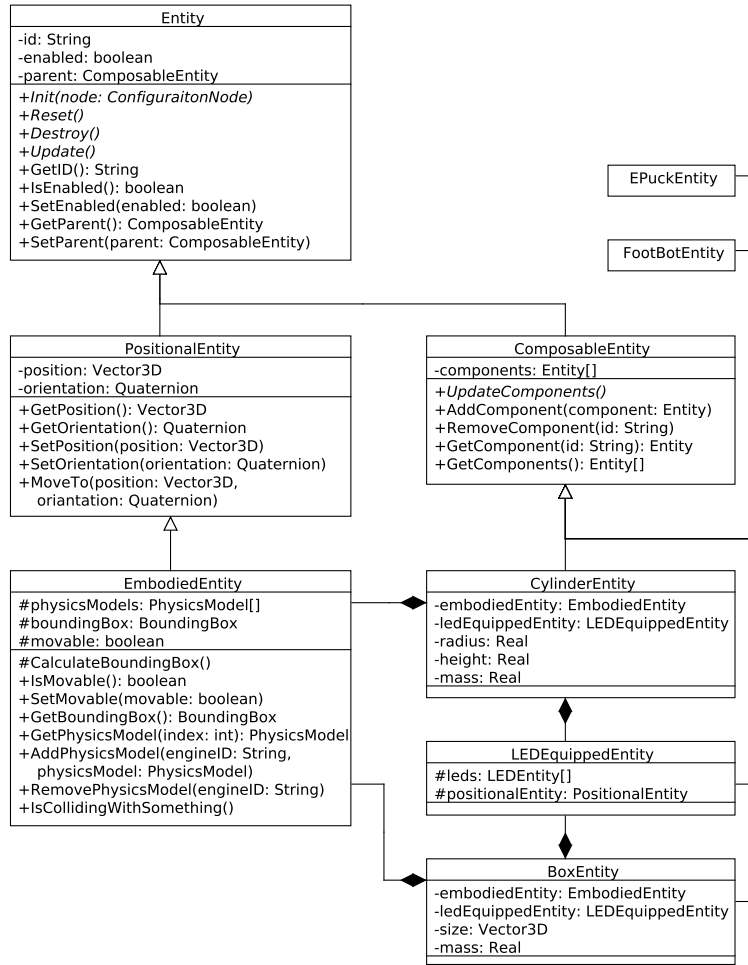 Entity
-id: String
-enabled: boolean
-parent: ComposableEntity
+Init(node: ConfiguraitonNode)
+Reset()
+Destroy()
+Update()
+GetID(): String
+IsEnabled(): boolean
+SetEnabled(enabled: boolean)
+GetParent(): ComposableEntity
+SetParent(parent: ComposableEntity)
EPuckEntity
FootBotEntity
PositionalEntity
-position: Vector3D
-orientation: Quaternion
+GetPosition(): Vector3D
+GetOrientation(): Quaternion
+SetPosition(position: Vector3D)
+SetOrientation(orientation: Quaternion)
+MoveTo(position: Vector3D,
oriantation: Quaternion)
ComposableEntity
-components: Entity[]
+UpdateComponents()
+AddComponent(component: Entity)
+RemoveComponent(id: String)
+GetComponent(id: String): Entity
+GetComponents(): Entity[]
EmbodiedEntity
#physicsModels: PhysicsModel[]
#boundingBox: BoundingBox
#movable: boolean
#CalculateBoundingBox()
+IsMovable(): boolean
+SetMovable(movable: boolean)
+GetBoundingBox(): BoundingBox
+GetPhysicsModel(index: int): PhysicsModel
+AddPhysicsModel(engineID: String,
physicsModel: PhysicsModel)
+RemovePhysicsModel(engineID: String)
+IsCollidingWithSomething()
CylinderEntity
-embodiedEntity: EmbodiedEntity
-ledEquippedEntity: LEDEquippedEntity
-radius: Real
-height: Real
-mass: Real
LEDEquippedEntity
#leds: LEDEntity[]
#positionalEntity: PositionalEntity
BoxEntity
-embodiedEntity: EmbodiedEntity
-ledEquippedEntity: LEDEquippedEntity
-size: Vector3D
-mass: Real